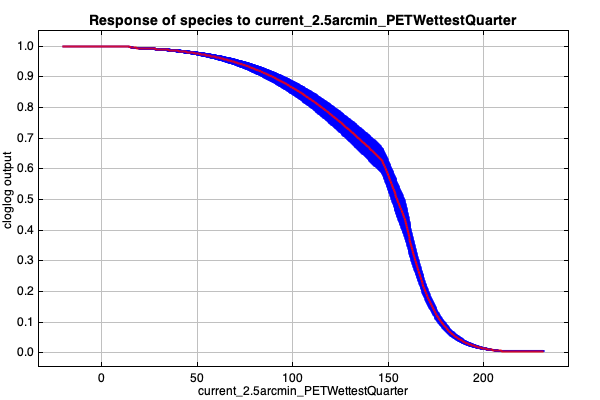 Response of species to current_2.5arcmin_PETWettestQuarter
cloglog output
1.0
0.9
0.8
0.7
0.6
0.5
0.4
0.3
0.2
0.1
0.0
0 50 100 150 200
current_2.5arcmin_PETWettestQuarter